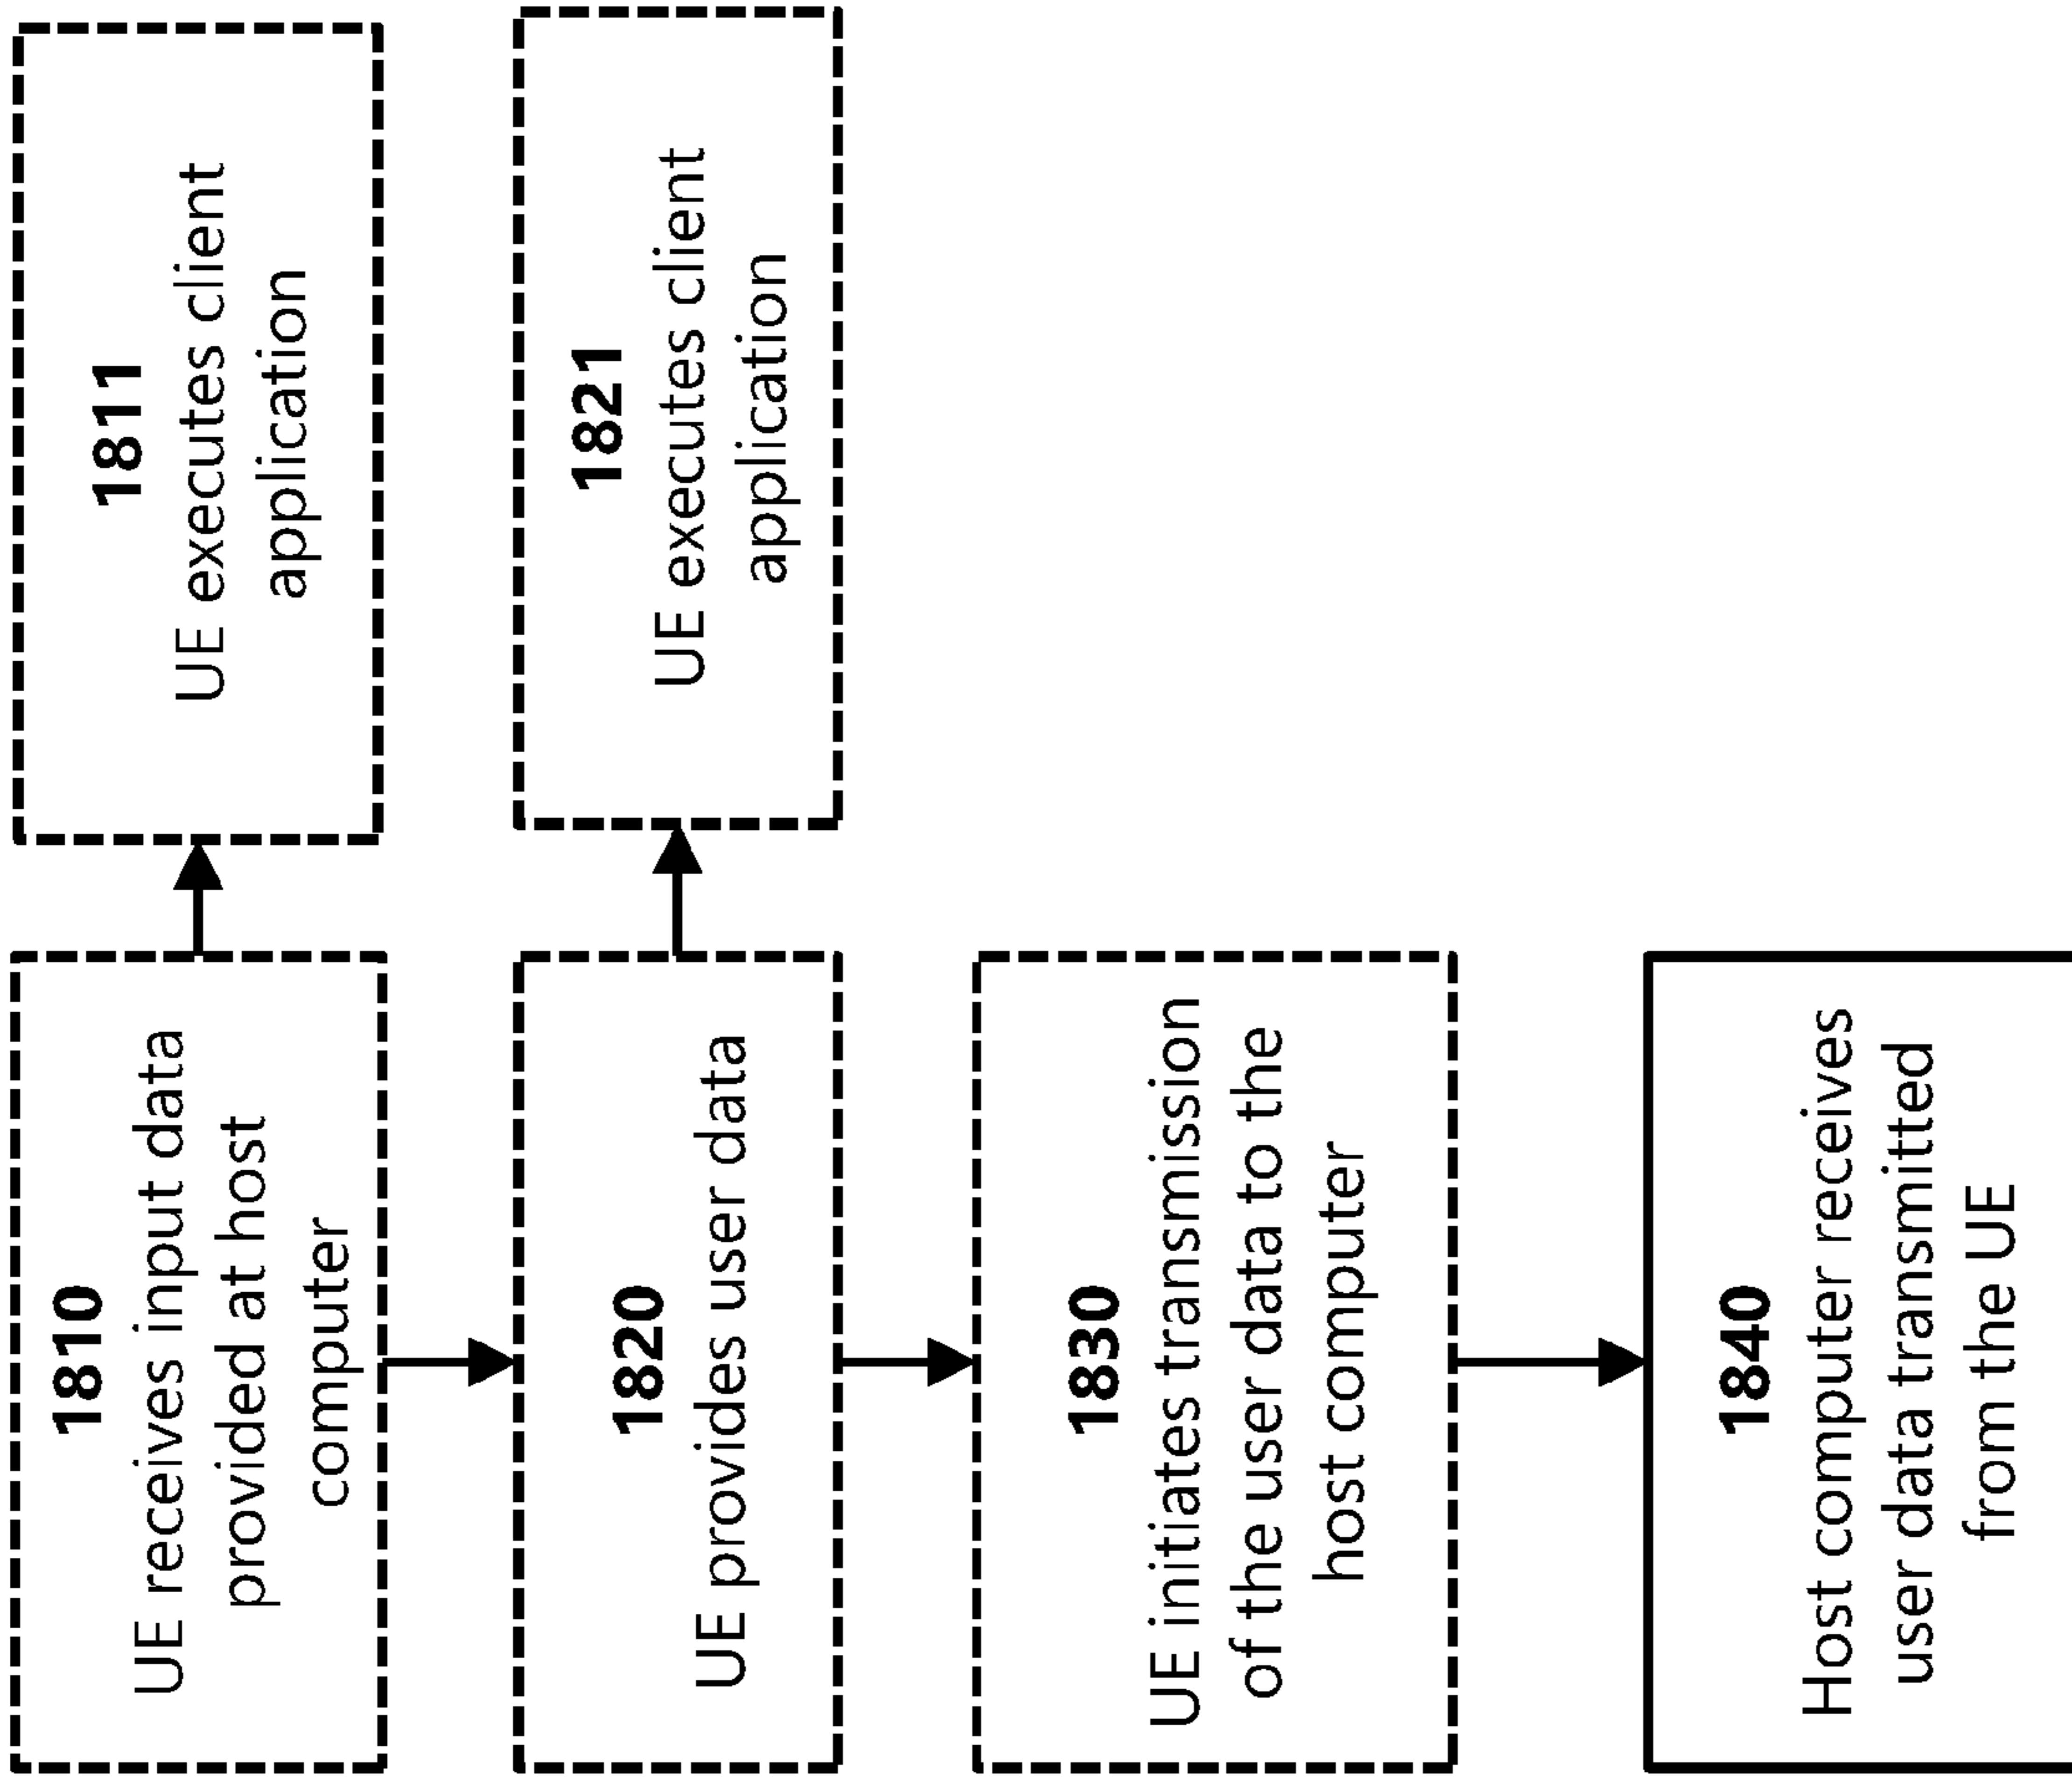 1810
UE receives input data
provided at host
computer
1811
UE executes client
application
1820
UE provides user data
1821
UE executes client
application
1830
UE initiates transmission
of the user data to the
host computer
1840
Host computer receives
user data transmitted
from the UE